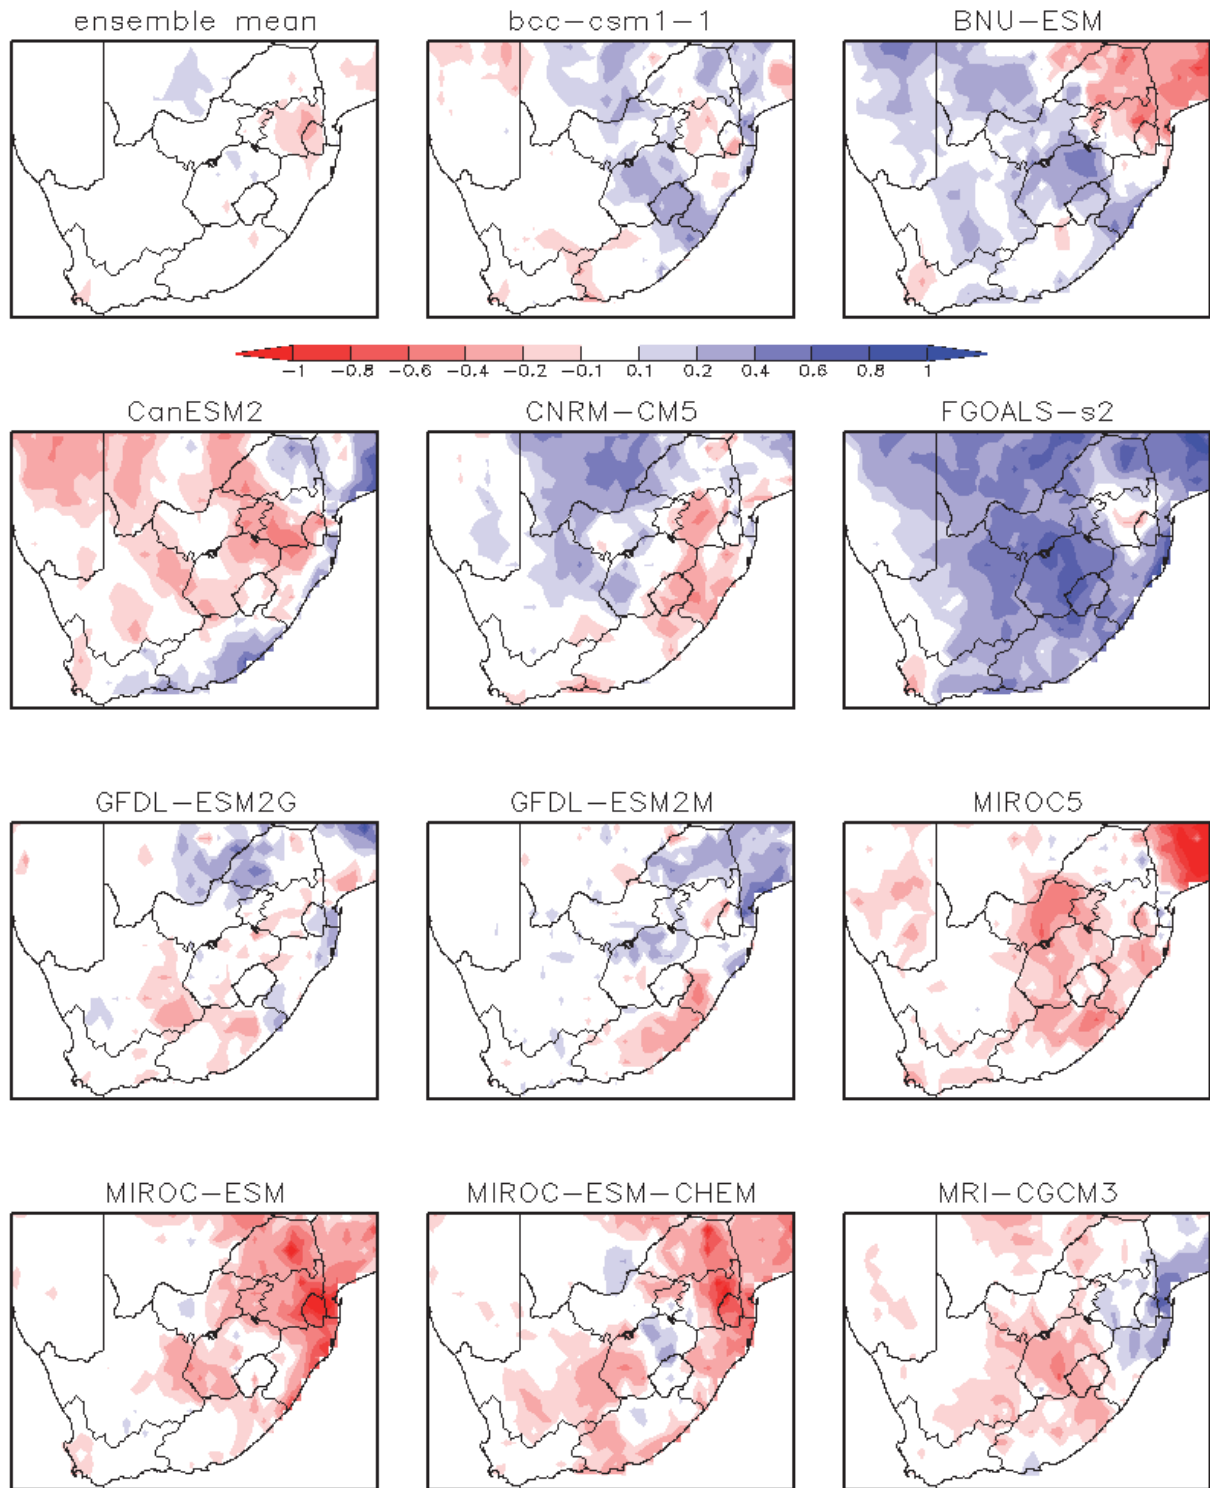 ensemble mean bcc-csm1-1 BNU-ESM
-1 -0.8 -0.6 -0.4 -0.2 -0.1 0.1 0.2 0.4 0.6 0.8 1
CanESM2 CNRM-CM5 FGOALS-s2
GFDL-ESM2G GFDL-ESM2M MIROC5
MIROC-ESM MIROC-ESM-CHEM MRI-CGCM3